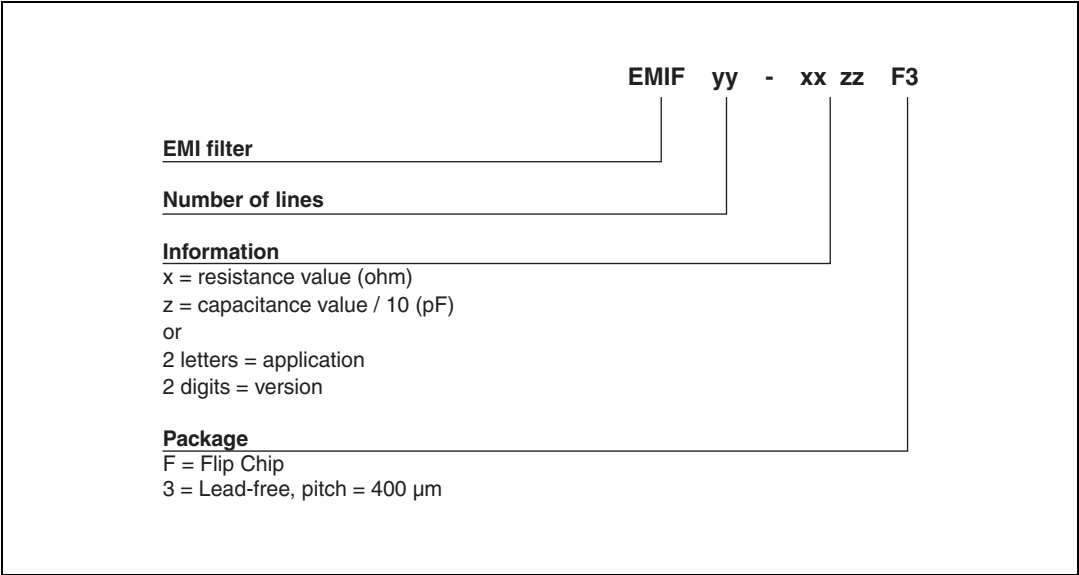 EMIF yy - xx zz F3
EMI filter
Number of lines
Information
x = resistance value (ohm)
z = capacitance value / 10 (pF)
or
2 letters = application
2 digits = version
Package
F = Flip Chip
3 = Lead-free, pitch = 400 µm